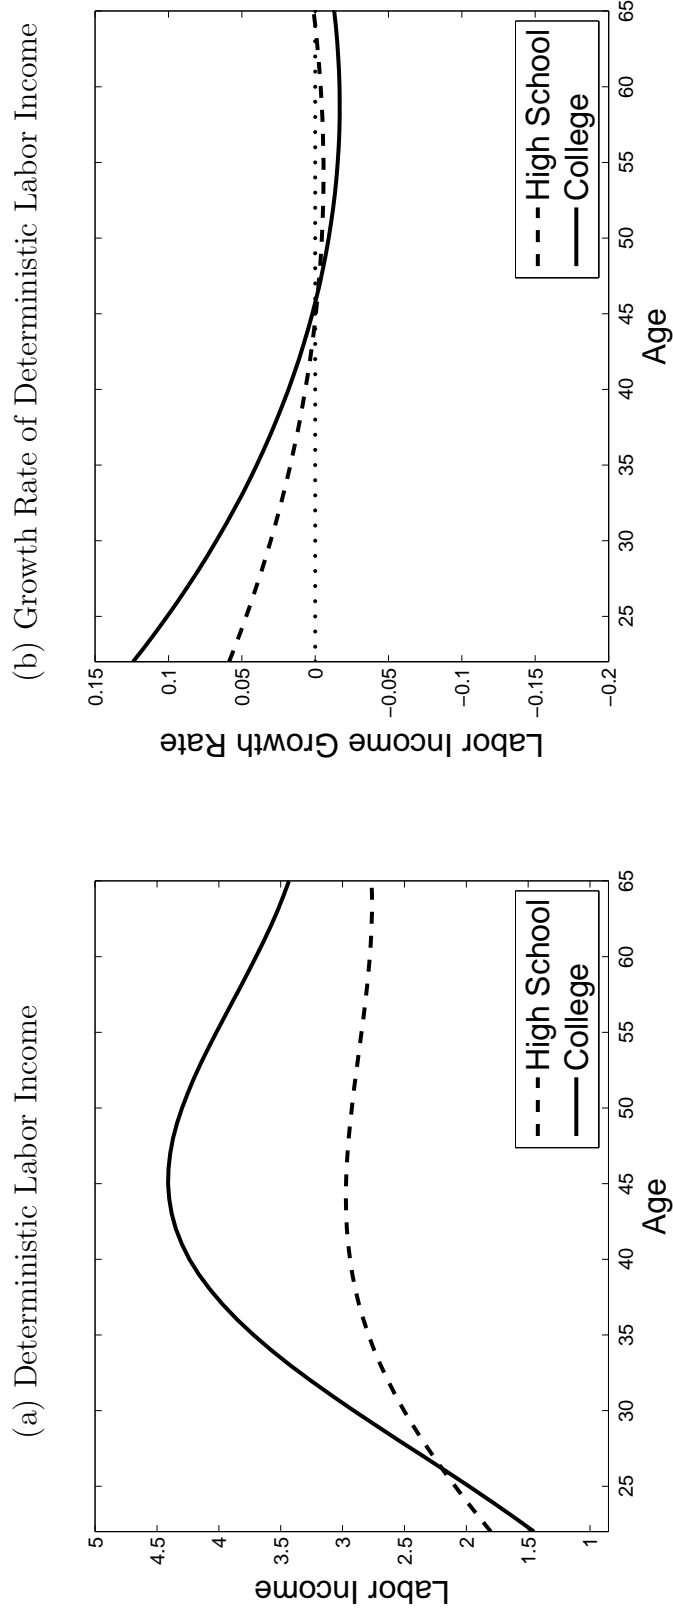 (a) Deterministic Labor Income
5
4.5
4
3.5
3
2.5
2
1.5
1
Labor Income
25 30 35 40 45 50 55 60 65
Age
High School
College
(b) Growth Rate of Deterministic Labor Income
0.15
0.1
0.05
0
−0.05
−0.1
−0.15
−0.2
Labor Income Growth Rate
25 30 35 40 45 50 55 60 65
Age
High School
College